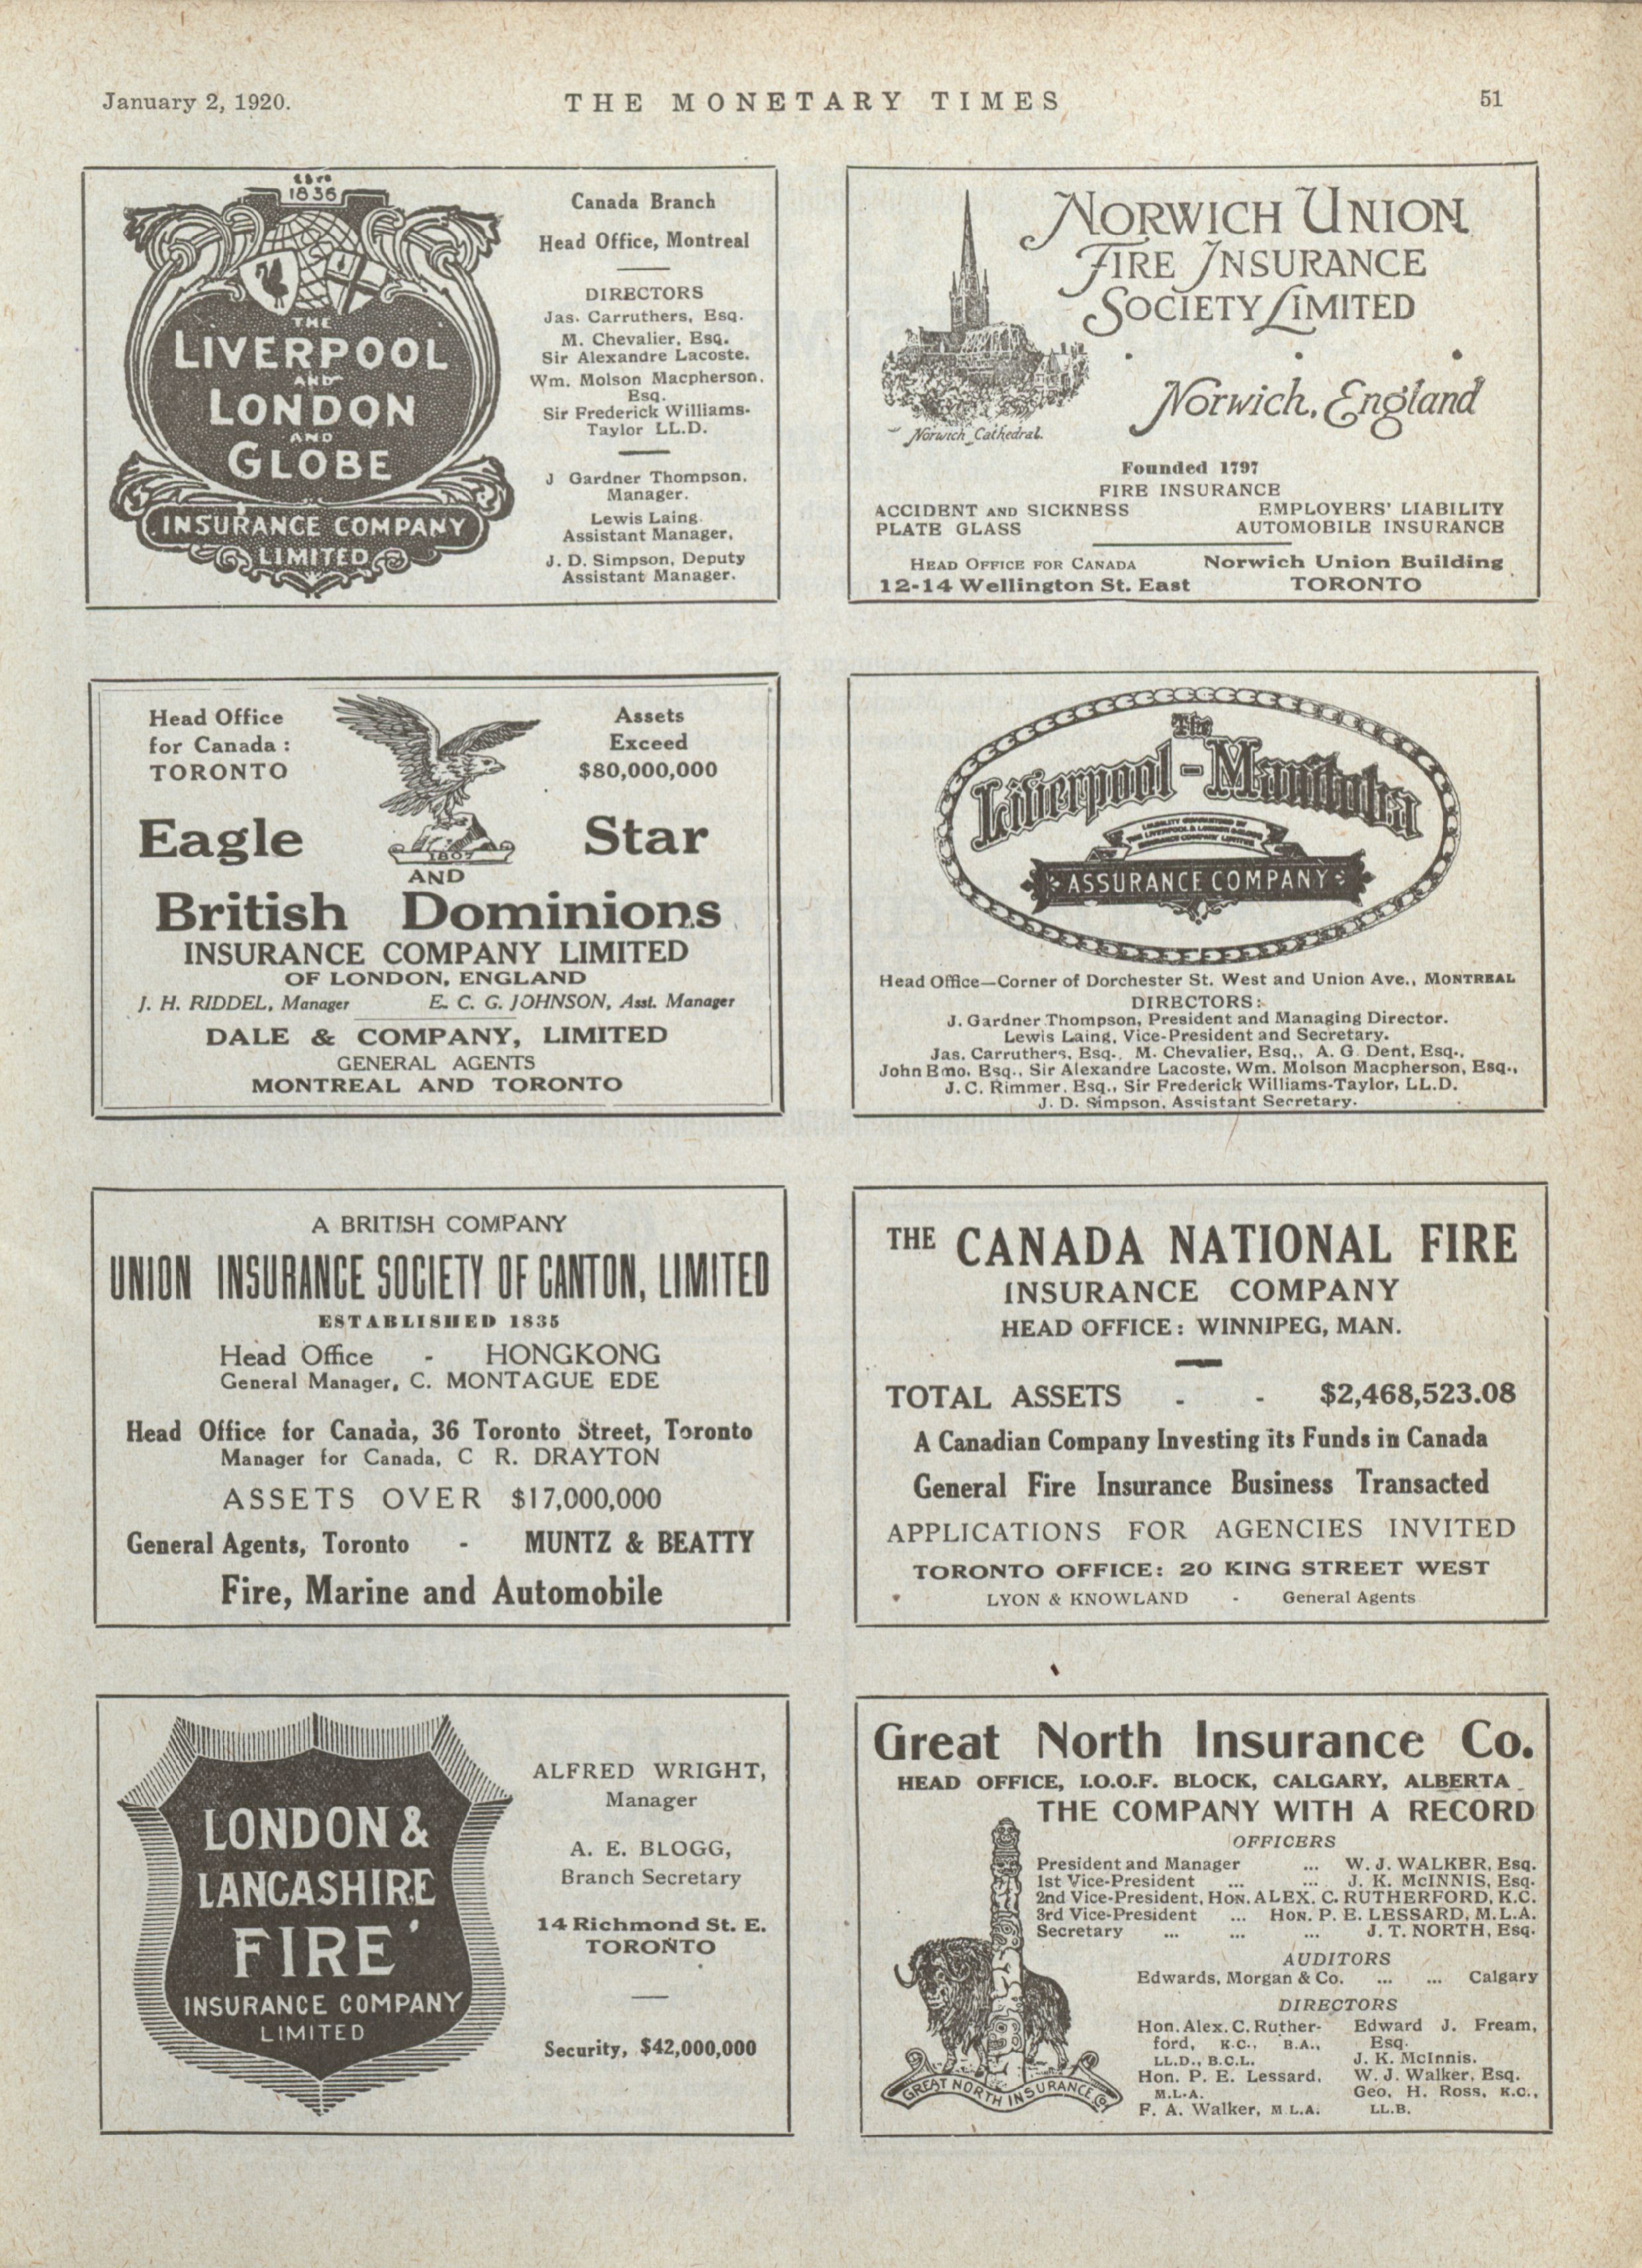 January 2, 1920.
THE MONETARY TIMES
51
ESTD
1836
THE
LIVERPOOL
AND
LONDON
AND
GLOBE
INSURANCE COMPANY
LIMITED
Canada Branch
Head Office, Montreal
DIRECTORS
Jas. Carruthers, Esq.
M. Chevalier, Esq.
Sir Alexandre Lacoste.
Wm. Molson Macpherson,
Esq.
Sir Frederick Williams-
Taylor LL.D.
J Gardner Thompson,
Manager.
Lewis Laing
Assistant Manager,
J. D. Simpson, Deputy
Assistant Manager.
NORWICH UNION
FIRE INSURANCE
SOCIETY LIMITED
Norwich, England
Norwich Cathedral.
Founded 1797
FIRE INSURANCE
ACCIDENT AND SICKNESS EMPLOYERS' LIABILITY
PLATE GLASS AUTOMOBILE INSURANCE
HEAD OFFICE FOR CANADA Norwich Union Building
12-14 Wellington St. East TORONTO
Head Office
for Canada :
TORONTO
Assets
Exceed
$80,000,000
1807
Eagle Star
AND
British Dominions
INSURANCE COMPANY LIMITED
OF LONDON, ENGLAND
J. H. RIDDEL, Manager E. C. G. JOHNSON, Asst. Manager
DALE & COMPANY, LIMITED
GENERAL AGENTS
MONTREAL AND TORONTO
The
Liverpool-Manitoba
LIABILITY GUARANTEED BY
THE LIVERPOOL & LONDON & GLOBE
INSURANCE COMPANY LIMITED
ASSURANCE COMPANY
Head Office—Corner of Dorchester St. West and Union Ave., MONTREAL
DIRECTORS:
J. Gardner Thompson, President and Managing Director.
Lewis Laing, Vice-President and Secretary.
Jas. Carruthers, Esq., M. Chevalier, Esq., A. G. Dent, Esq.,
John Emo, Esq., Sir Alexandre Lacoste, Wm. Molson Macpherson, Esq.,
J. C. Rimmer, Esq., Sir Frederick Williams-Taylor, LL.D.
J. D. Simpson, Assistant Secretary.
A BRITISH COMPANY
UNION INSURANCE SOCIETY OF CANTON, LIMITED
ESTABLISHED 1835
Head Office - HONGKONG
General Manager, C. MONTAGUE EDE
Head Office for Canada, 36 Toronto Street, Toronto
Manager for Canada, C R. DRAYTON
ASSETS OVER $17,000,000
General Agents, Toronto - MUNTZ & BEATTY
Fire, Marine and Automobile
THE CANADA NATIONAL FIRE
INSURANCE COMPANY
HEAD OFFICE: WINNIPEG, MAN.
TOTAL ASSETS - - $2,468,523.08
A Canadian Company Investing its Funds in Canada
General Fire Insurance Business Transacted
APPLICATIONS FOR AGENCIES INVITED
TORONTO OFFICE: 20 KING STREET WEST
LYON & KNOWLAND - General Agents
LONDON &
LANCASHIRE
FIRE
INSURANCE COMPANY
LIMITED
ALFRED WRIGHT,
Manager
A. E. BLOGG,
Branch Secretary
14 Richmond St. E.
TORONTO
Security, $42,000,000
Great North Insurance Co.
HEAD OFFICE, I.O.O.F. BLOCK, CALGARY, ALBERTA
THE COMPANY WITH A RECORD
OFFICERS
President and Manager ... W. J. WALKER, Esq.
1st Vice-President ... ... J. K. McINNIS, Esq.
2nd Vice-President, HON. ALEX. C. RUTHERFORD, K.C.
3rd Vice-President ... HON. P. E. LESSARD, M.L.A.
Secretary ... ... ... J. T. NORTH, Esq.
AUDITORS
Edwards, Morgan & Co. ... ... Calgary
DIRECTORS
Hon. Alex. C. Ruther-
ford, K.C., B.A.,
LL.D., B.C.L.
Hon. P. E. Lessard,
M.L.A.
F. A. Walker, M.L.A.
Edward J. Fream,
Esq.
J. K. McInnis.
W. J. Walker, Esq.
Geo. H. Ross, K.C.,
LL.B.
GREAT NORTH INSURANCE CO